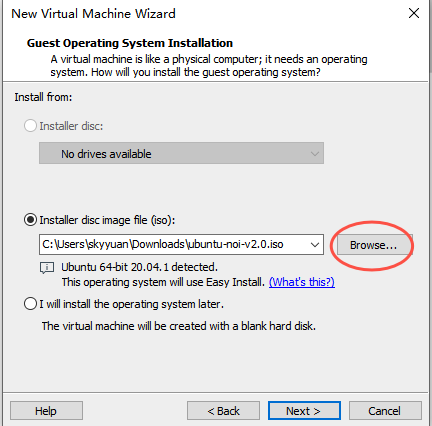 New Virtual Machine Wizard
Guest Operating System Installation
A virtual machine is like a physical computer; it needs an operating
system. How will you install the guest operating system?
Install from:
Installer disc:
No drives available
Installer disc image file (iso):
C:\Users\skyyuan\Downloads\ubuntu-noi-v2.0.iso
Browse...
Ubuntu 64-bit 20.04.1 detected.
This operating system will use Easy Install. (What's this?)
I will install the operating system later.
The virtual machine will be created with a blank hard disk.
Help
< Back
Next >
Cancel